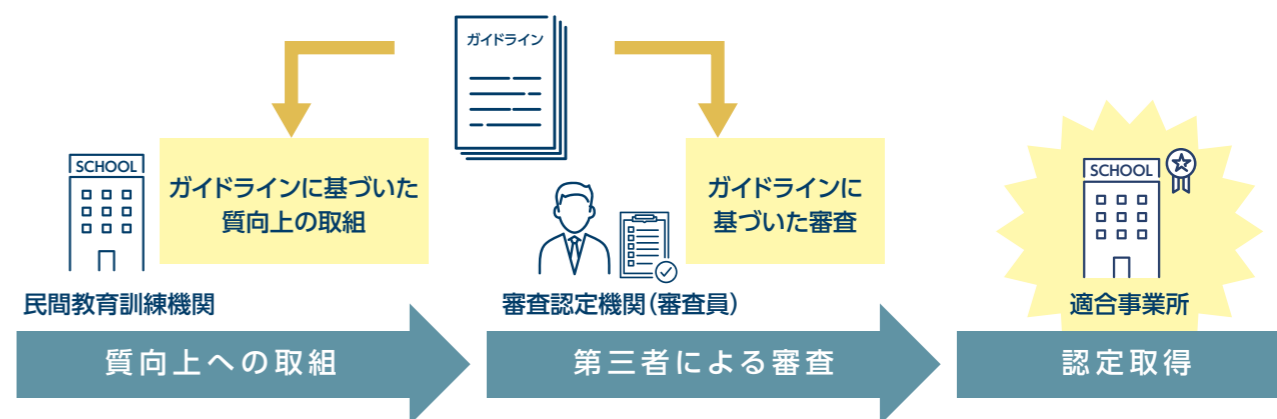 ガイドライン
SCHOOL
ガイドラインに基づいた
質向上の取組
ガイドラインに
基づいた審査
SCHOOL
民間教育訓練機関
審査認定機関(審査員)
適合事業所
質向上への取組
第三者による審査
認定取得